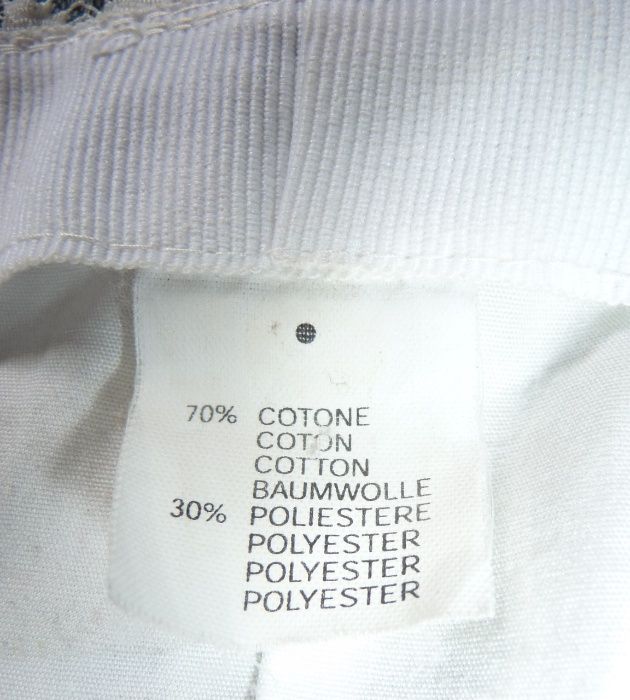 70% COTONE
COTON
COTTON
BAUMWOLLE
30% POLIESTERE
POLYESTER
POLYESTER
POLYESTER